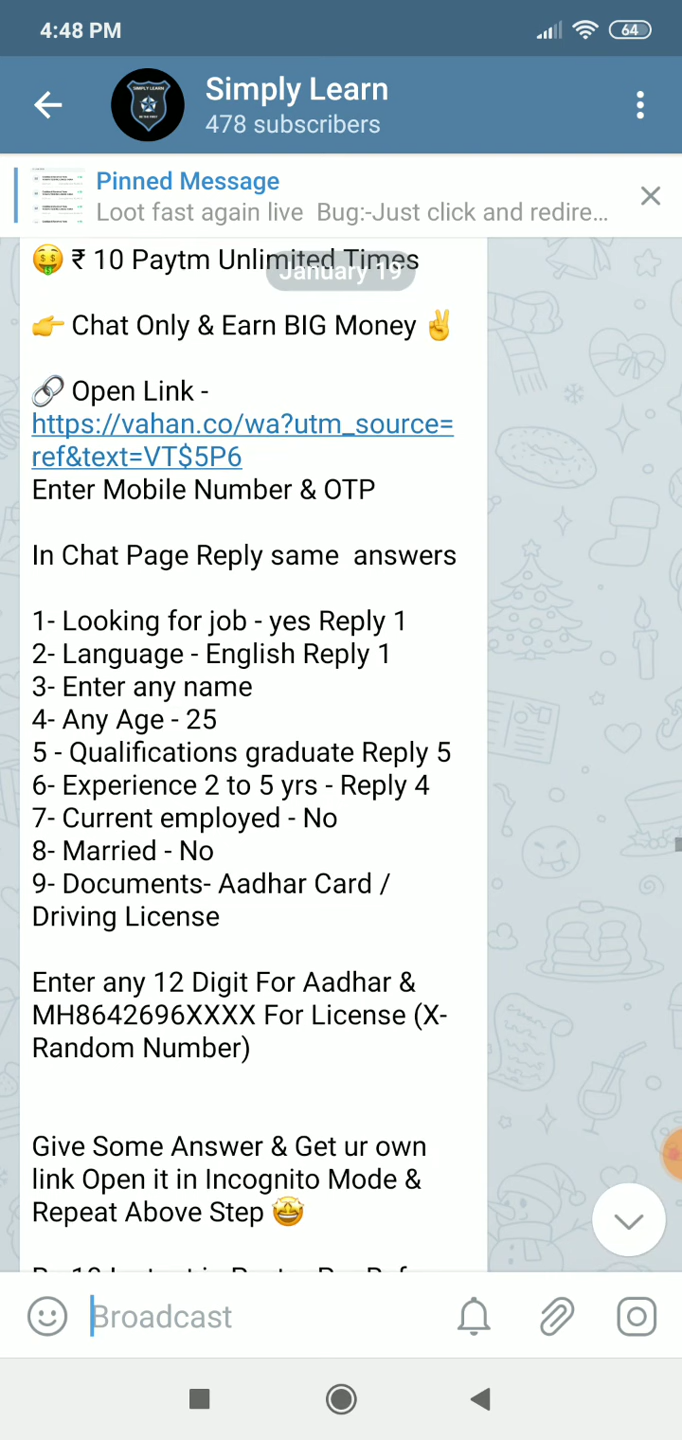 4:48 PM
64
Simply Learn
478 subscribers
Pinned Message
Loot fast again live Bug:-Just click and redire...
🤑 ₹ 10 Paytm Unlimited Times
January 19
👉 Chat Only & Earn BIG Money ✌
🔗 Open Link -
https://vahan.co/wa?utm_source=
ref&text=VT$5P6
Enter Mobile Number & OTP
In Chat Page Reply same answers
1- Looking for job - yes Reply 1
2- Language - English Reply 1
3- Enter any name
4- Any Age - 25
5 - Qualifications graduate Reply 5
6- Experience 2 to 5 yrs - Reply 4
7- Current employed - No
8- Married - No
9- Documents- Aadhar Card /
Driving License
Enter any 12 Digit For Aadhar &
MH8642696XXXX For License (X-
Random Number)
Give Some Answer & Get ur own
link Open it in Incognito Mode &
Repeat Above Step 🤩
Broadcast